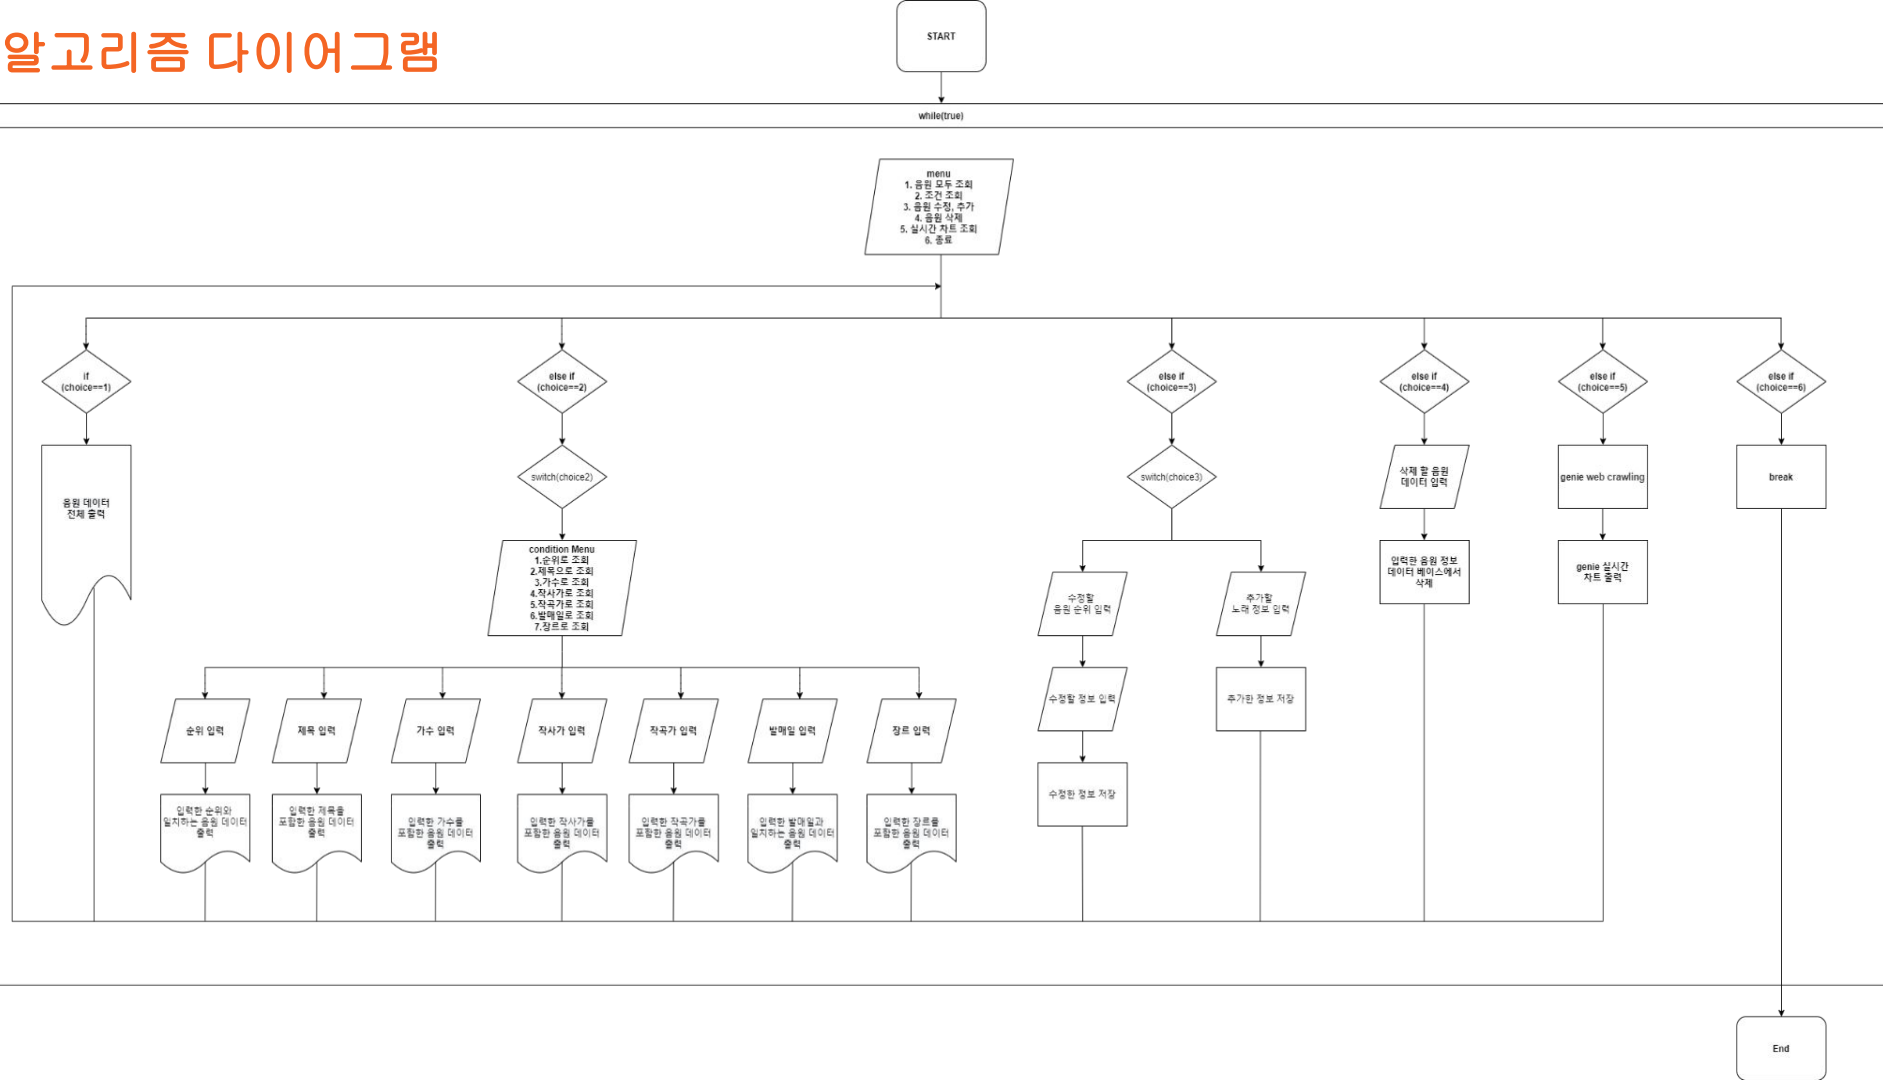 알고리즘 다이어그램
START
while(true)
menu
1. 음원 모두 조회
2. 조건 조회
3. 음원 수정, 추가
4. 음원 삭제
5. 실시간 차트 조회
6. 종료
if
(choice==1)
else if
(choice==2)
else if
(choice==3)
else if
(choice==4)
else if
(choice==5)
else if
(choice==6)
음원 데이터
전체 출력
switch(choice2)
switch(choice3)
삭제 할 음원
데이터 입력
genie web crawling
break
condition Menu
1.순위로 조회
2.제목으로 조회
3.가수로 조회
4.작사가로 조회
5.작곡가로 조회
6.발매일로 조회
7.장르로 조회
수정할
음원 순위 입력
추가할
노래 정보 입력
입력한 음원 정보
데이터 베이스에서
삭제
genie 실시간
차트 출력
순위 입력
제목 입력
가수 입력
작사가 입력
작곡가 입력
발매일 입력
장르 입력
수정할 정보 입력
추가한 정보 저장
입력한 순위와
일치하는 음원 데이터
출력
입력한 제목을
포함한 음원 데이터
출력
입력한 가수를
포함한 음원 데이터
출력
입력한 작사가를
포함한 음원 데이터
출력
입력한 작곡가를
포함한 음원 데이터
출력
입력한 발매일과
일치하는 음원 데이터
출력
입력한 장르를
포함한 음원 데이터
출력
수정한 정보 저장
End